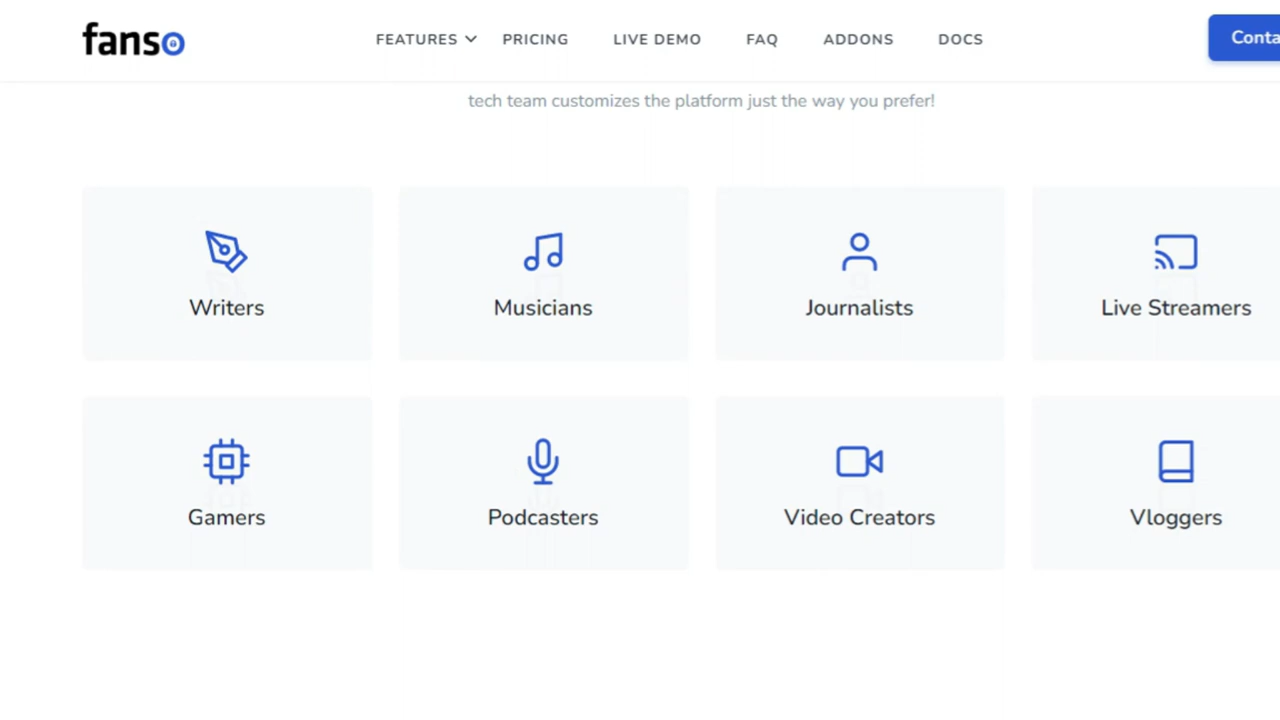 fanso
FEATURES
PRICING
LIVE DEMO
FAQ
ADDONS
DOCS
Conta
tech team customizes the platform just the way you prefer!
Writers
Musicians
Journalists
Live Streamers
Gamers
Podcasters
Video Creators
Vloggers